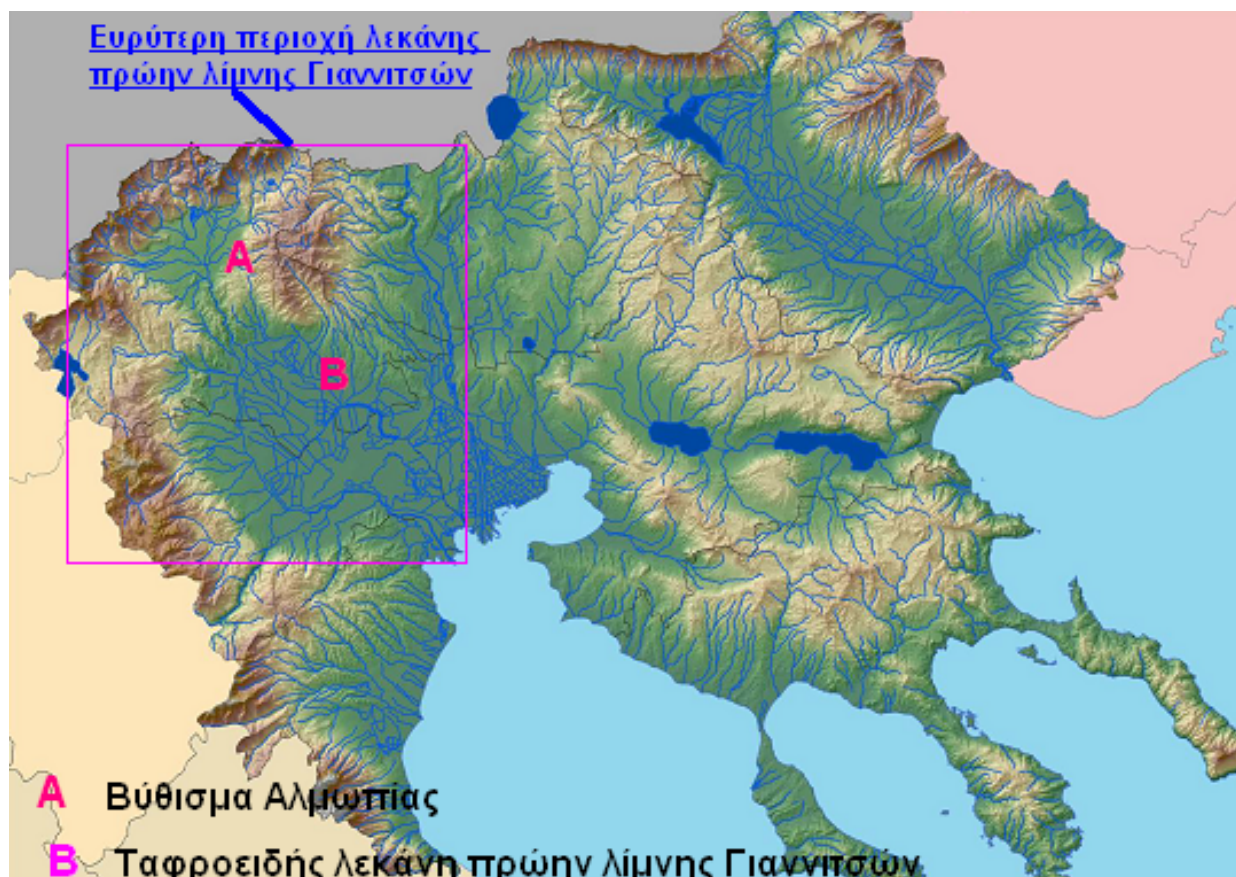 Ευρύτερη περιοχή λεκάνης
πρώην λίμνης Γιαννιτσών
A
B
A Βύθισμα Αλμωπίας
B Ταφροειδής λεκάνη πρώην λίμνης Γιαννιτσών